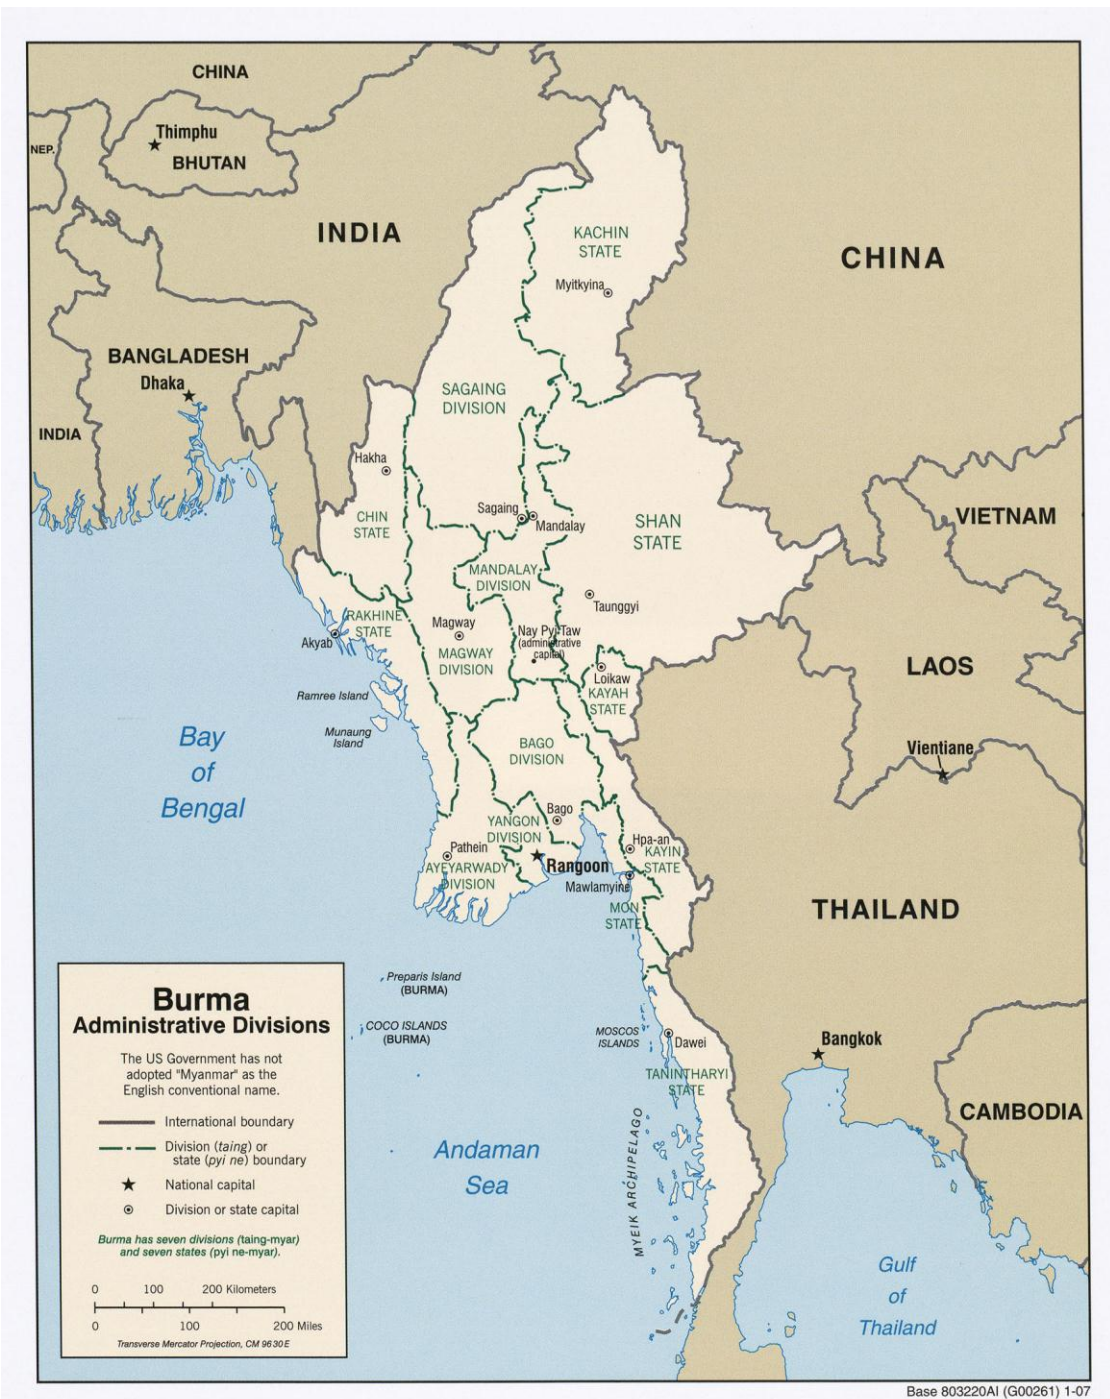 CHINA
Thimphu
NEP.
BHUTAN
INDIA
KACHIN
STATE
CHINA
Myitkyina
BANGLADESH
Dhaka
SAGAING
DIVISION
INDIA
Hakha
Sagaing
Mandalay
CHIN
STATE
SHAN
STATE
VIETNAM
MANDALAY
DIVISION
Taunggyi
RAKHINE
STATE
Akyab
Magway
MAGWAY
DIVISION
Nay Pyi Taw
(administrative
capital)
Loikaw
KAYAH
STATE
LAOS
Ramree Island
Munaung
Island
Bay
of
Bengal
BAGO
DIVISION
Vientiane
YANGON
DIVISION
Bago
Pathein
Rangoon
AYEYARWADY
DIVISION
Hpa-an
KAYIN
STATE
Mawlamyine
MON
STATE
THAILAND
Preparis Island
(BURMA)
COCO ISLANDS
(BURMA)
MOSCOS
ISLANDS
Dawei
Bangkok
TANINTHARYI
STATE
CAMBODIA
Andaman
Sea
MYEIK ARCHIPELAGO
Gulf
of
Thailand
Burma
Administrative Divisions
The US Government has not
adopted "Myanmar" as the
English conventional name.
International boundary
Division (taing) or
state (pyi ne) boundary
National capital
Division or state capital
Burma has seven divisions (taing-myar)
and seven states (pyi ne-myar).
0 100 200 Kilometers
0 100 200 Miles
Transverse Mercator Projection, CM 96 30 E
Base 803220AI (G00261) 1-07